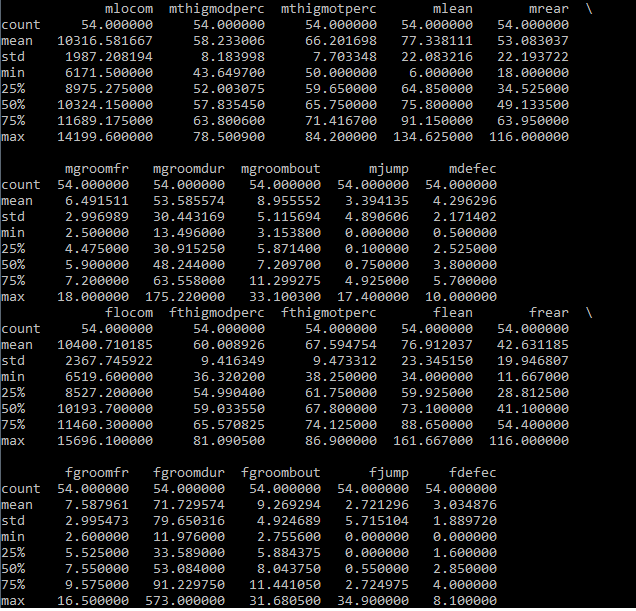 mlocom mthigmodperc mthigmotperc mlean mrear \
count 54.000000 54.000000 54.000000 54.000000 54.000000
mean 10316.581667 58.233006 66.201698 77.338111 53.083037
std 1987.208194 8.183998 7.703348 22.083216 22.193722
min 6171.500000 43.649700 50.000000 6.000000 18.000000
25% 8975.275000 52.003075 59.650000 64.850000 34.525000
50% 10324.150000 57.835450 65.750000 75.800000 49.133500
75% 11689.175000 63.800600 71.416700 91.150000 63.950000
max 14199.600000 78.500900 84.200000 134.625000 116.000000
mgroomfr mgroomdur mgroombout mjump mdefec
count 54.000000 54.000000 54.000000 54.000000 54.000000
mean 6.491511 53.585574 8.955552 3.394135 4.296296
std 2.996989 30.443169 5.115694 4.890606 2.171402
min 2.500000 13.496000 3.153800 0.000000 0.500000
25% 4.475000 30.915250 5.871400 0.100000 2.525000
50% 5.900000 48.244000 7.209700 0.750000 3.800000
75% 7.200000 63.558000 11.299275 4.925000 5.700000
max 18.000000 175.220000 33.100300 17.400000 10.000000
flocom fthigmodperc fthigmotperc flean frear \
count 54.000000 54.000000 54.000000 54.000000 54.000000
mean 10400.710185 60.008926 67.594754 76.912037 42.631185
std 2367.745922 9.416349 9.473312 23.345150 19.946807
min 6519.600000 36.320200 38.250000 34.000000 11.667000
25% 8527.200000 54.990400 61.750000 59.925000 28.812500
50% 10193.700000 59.033550 67.800000 73.100000 41.100000
75% 11460.300000 65.570825 74.125000 88.650000 54.400000
max 15696.100000 81.090500 86.900000 161.667000 116.000000
fgroomfr fgroomdur fgroombout fjump fdefec
count 54.000000 54.000000 54.000000 54.000000 54.000000
mean 7.587961 71.729574 9.269294 2.721296 3.034876
std 2.995473 79.650316 4.924689 5.715104 1.889720
min 2.600000 11.976000 2.755600 0.000000 0.000000
25% 5.525000 33.589000 5.884375 0.000000 1.600000
50% 7.550000 53.084000 8.043750 0.550000 2.850000
75% 9.575000 91.229750 11.441050 2.724975 4.000000
max 16.500000 573.000000 31.680500 34.900000 8.100000